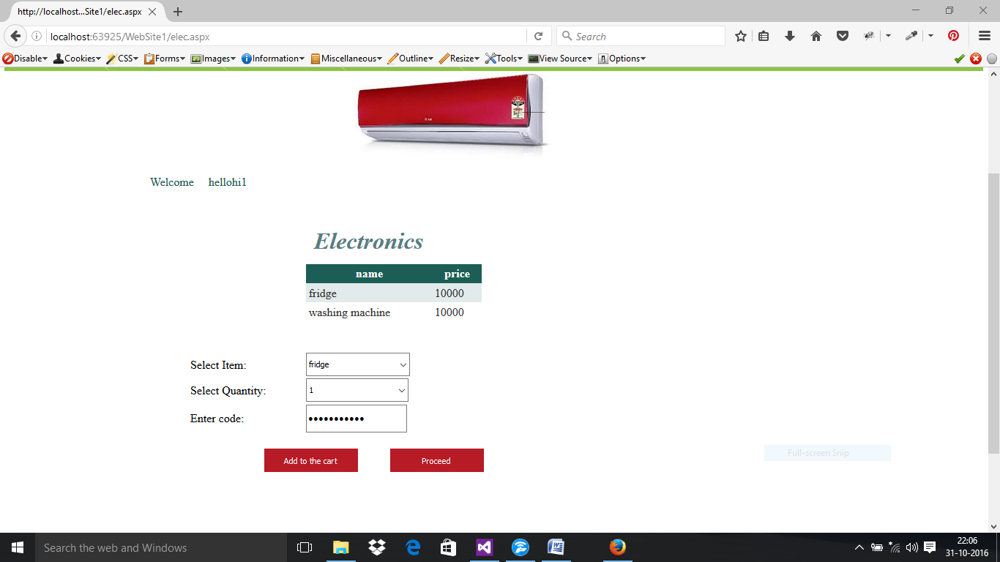 http://localhost...Site1/elec.aspx
localhost:63925/WebSite1/elec.aspx
Search
Disable Cookies CSS Forms Images Information Miscellaneous Outline Resize Tools View Source Options
LG
Welcome hellohi1
Electronics
name price
fridge 10000
washing machine 10000
Select Item: fridge
Select Quantity: 1
Enter code: •••••••••••
Add to the cart Proceed
Full-screen Snip
Search the web and Windows
22:06
31-10-2016